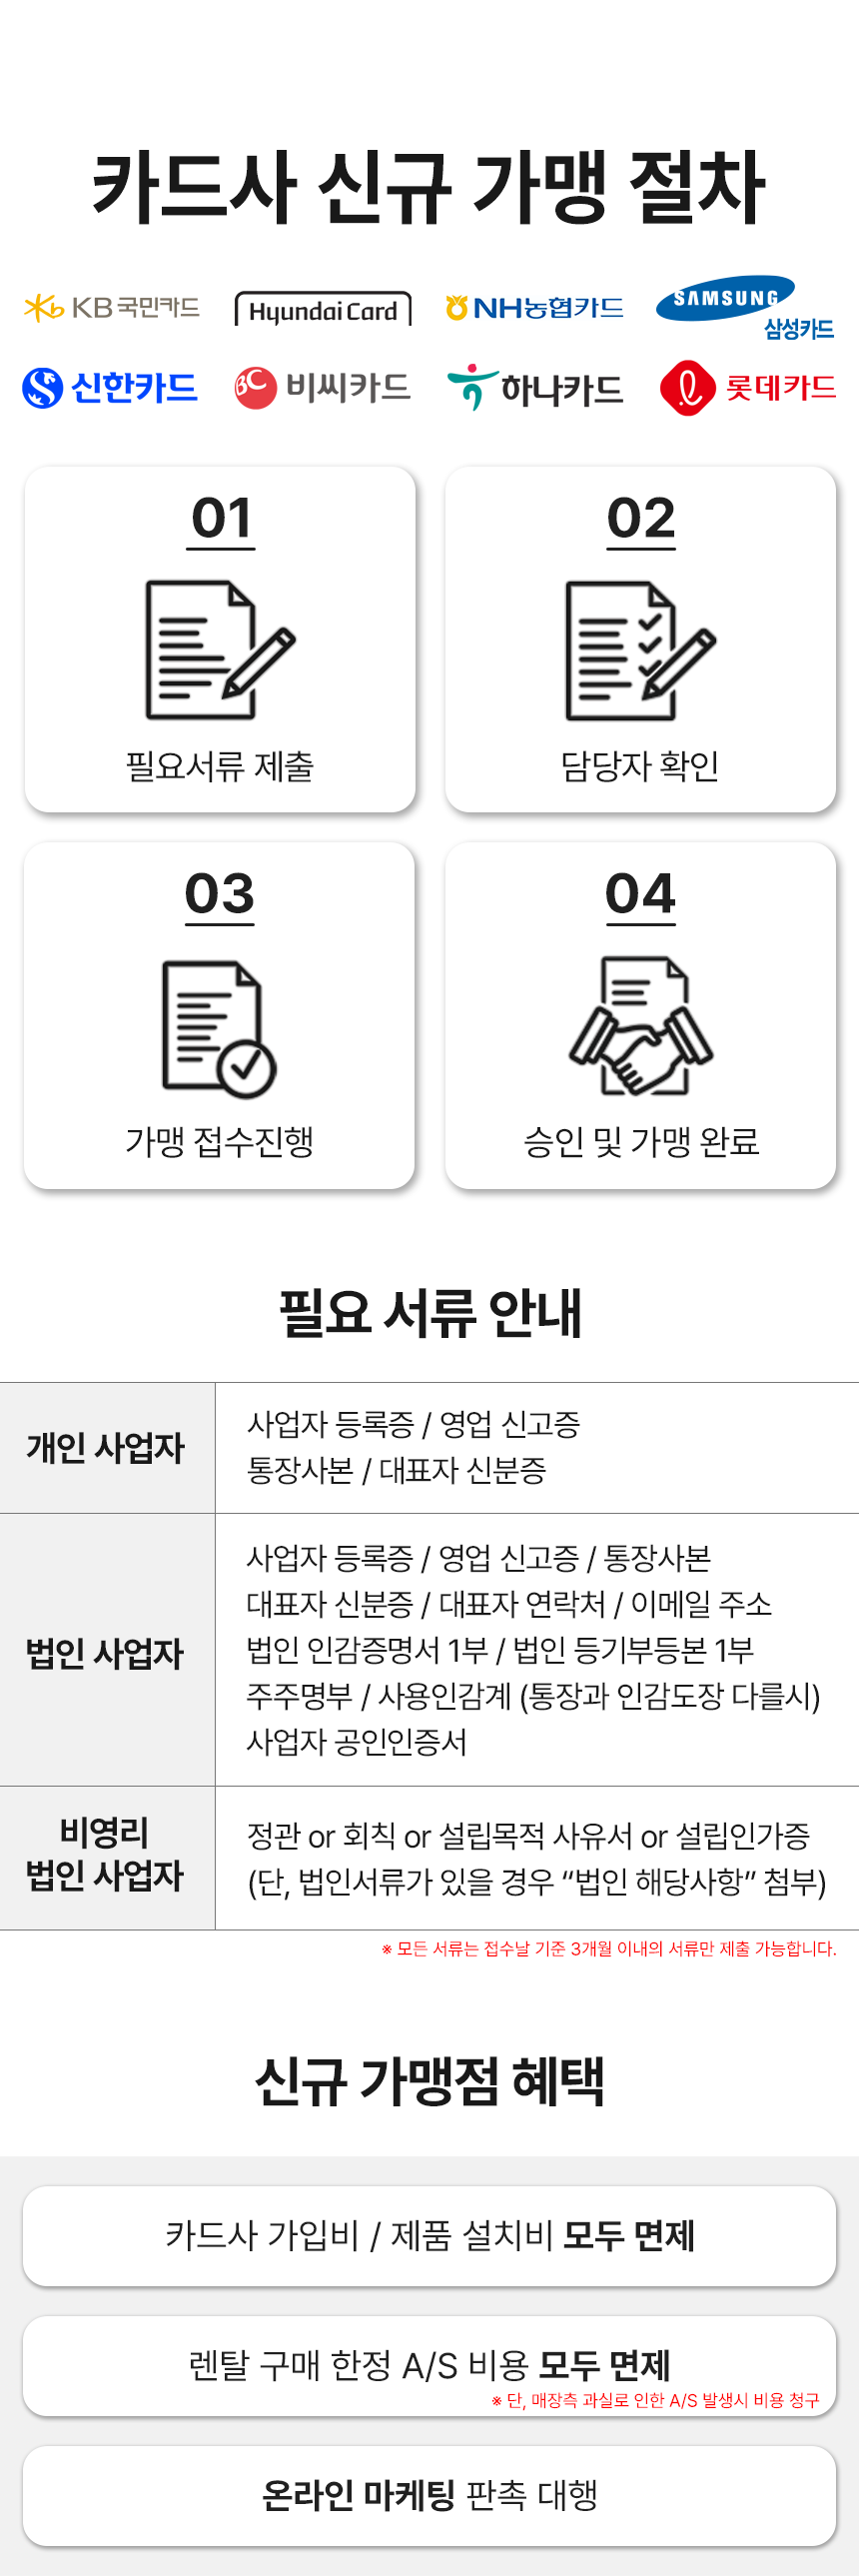 카드사 신규 가맹 절차
KB 국민카드
Hyundai Card
NH농협카드
SAMSUNG
삼성카드
신한카드
BC 비씨카드
하나카드
롯데카드
01
필요서류 제출
02
담당자 확인
03
가맹 접수진행
04
승인 및 가맹 완료
필요 서류 안내
개인 사업자
사업자 등록증 / 영업 신고증
통장사본 / 대표자 신분증
법인 사업자
사업자 등록증 / 영업 신고증 / 통장사본
대표자 신분증 / 대표자 연락처 / 이메일 주소
법인 인감증명서 1부 / 법인 등기부등본 1부
주주명부 / 사용인감계 (통장과 인감도장 다를시)
사업자 공인인증서
비영리
법인 사업자
정관 or 회칙 or 설립목적 사유서 or 설립인가증
(단, 법인서류가 있을 경우 “법인 해당사항” 첨부)
※ 모든 서류는 접수날 기준 3개월 이내의 서류만 제출 가능합니다.
신규 가맹점 혜택
카드사 가입비 / 제품 설치비 모두 면제
렌탈 구매 한정 A/S 비용 모두 면제
※ 단, 매장측 과실로 인한 A/S 발생시 비용 청구
온라인 마케팅 판촉 대행